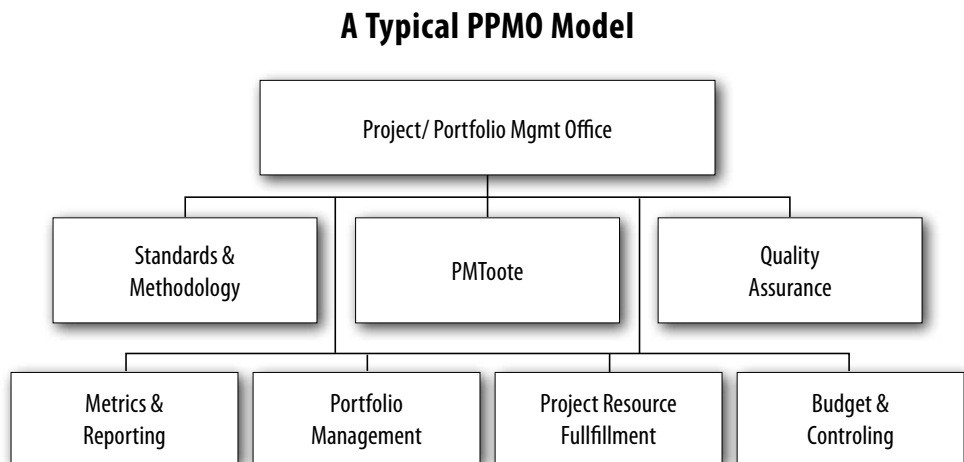 A Typical PPMO Model
Project/ Portfolio Mgmt Office
Standards &
Methodology
PMToote
Quality
Assurance
Metrics &
Reporting
Portfolio
Management
Project Resource
Fullfillment
Budget &
Controling